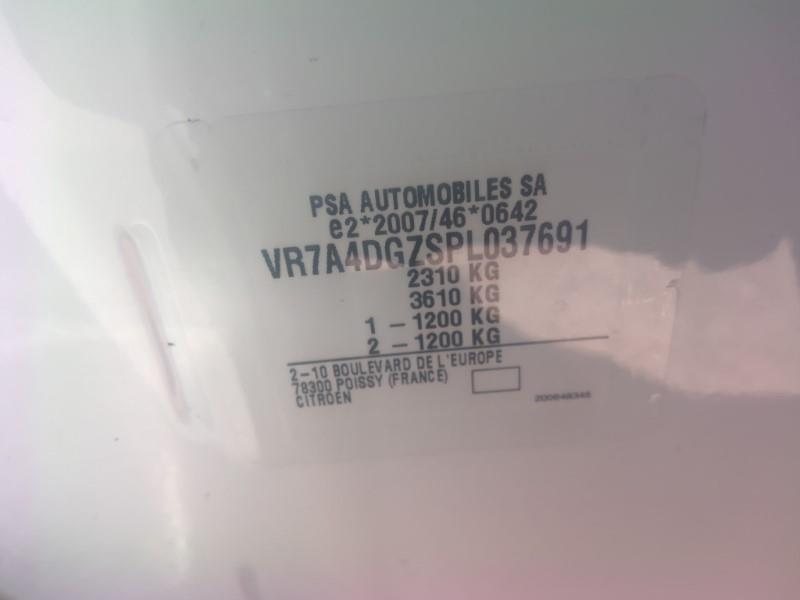 PSA AUTOMOBILES SA
e2*2007/46*0642
VR7A4DGZSPL037691
2310 KG
3610 KG
1 - 1200 KG
2 - 1200 KG
2-10 BOULEVARD DE L'EUROPE
78300 POISSY (FRANCE)
CITROEN